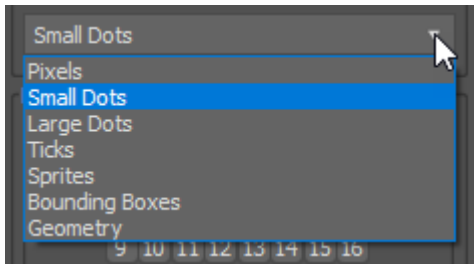 Small Dots
Pixels
Small Dots
Large Dots
Ticks
Sprites
Bounding Boxes
Geometry
9 10 11 12 13 14 15 16